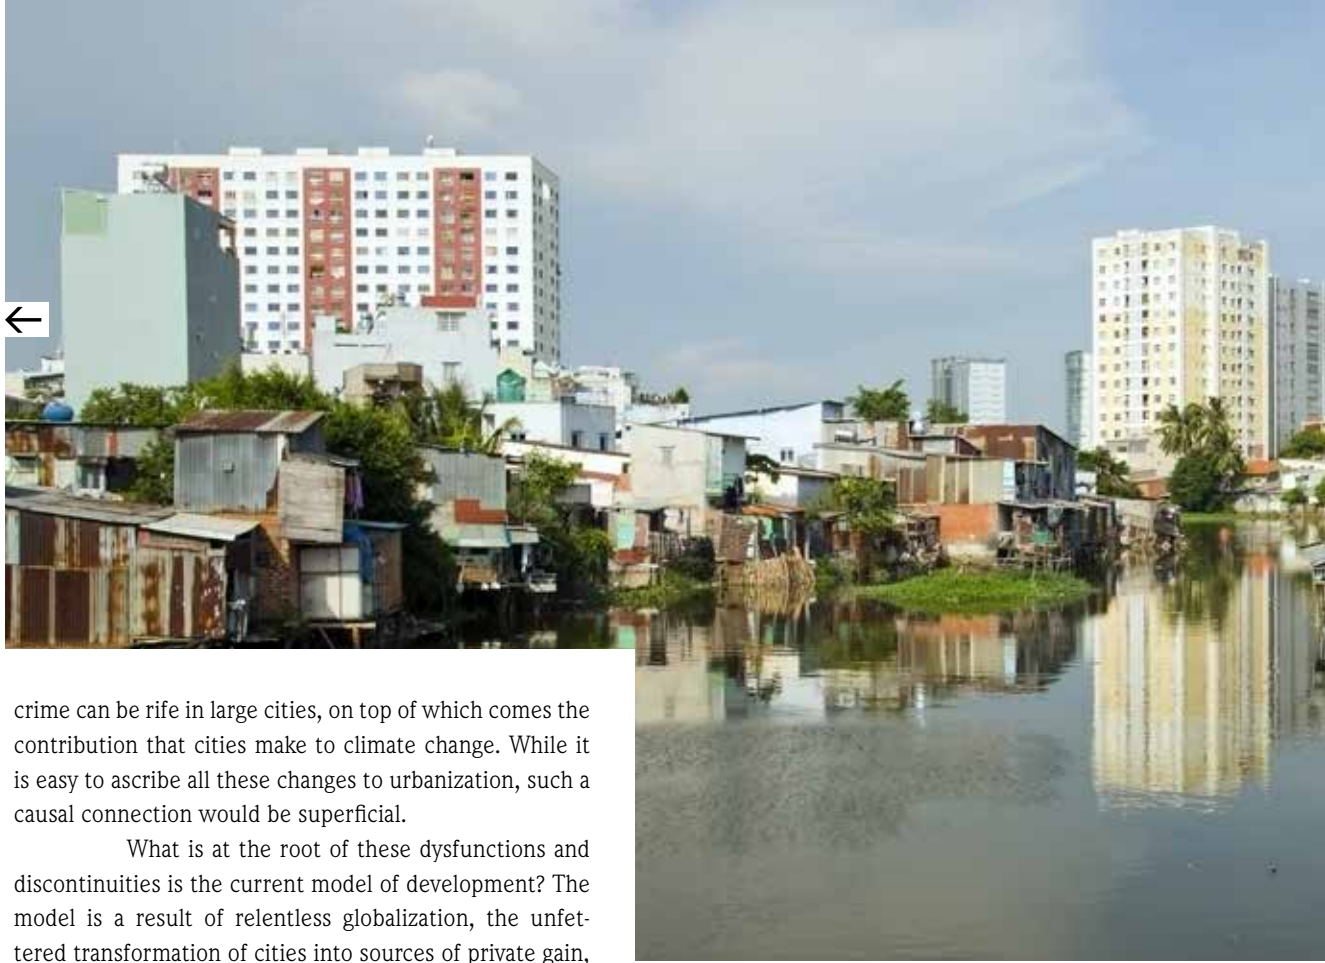 crime can be rife in large cities, on top of which comes the
contribution that cities make to climate change. While it
is easy to ascribe all these changes to urbanization, such a
causal connection would be superficial.
What is at the root of these dysfunctions and
discontinuities is the current model of development? The
model is a result of relentless globalization, the unfet-
tered transformation of cities into sources of private gain,